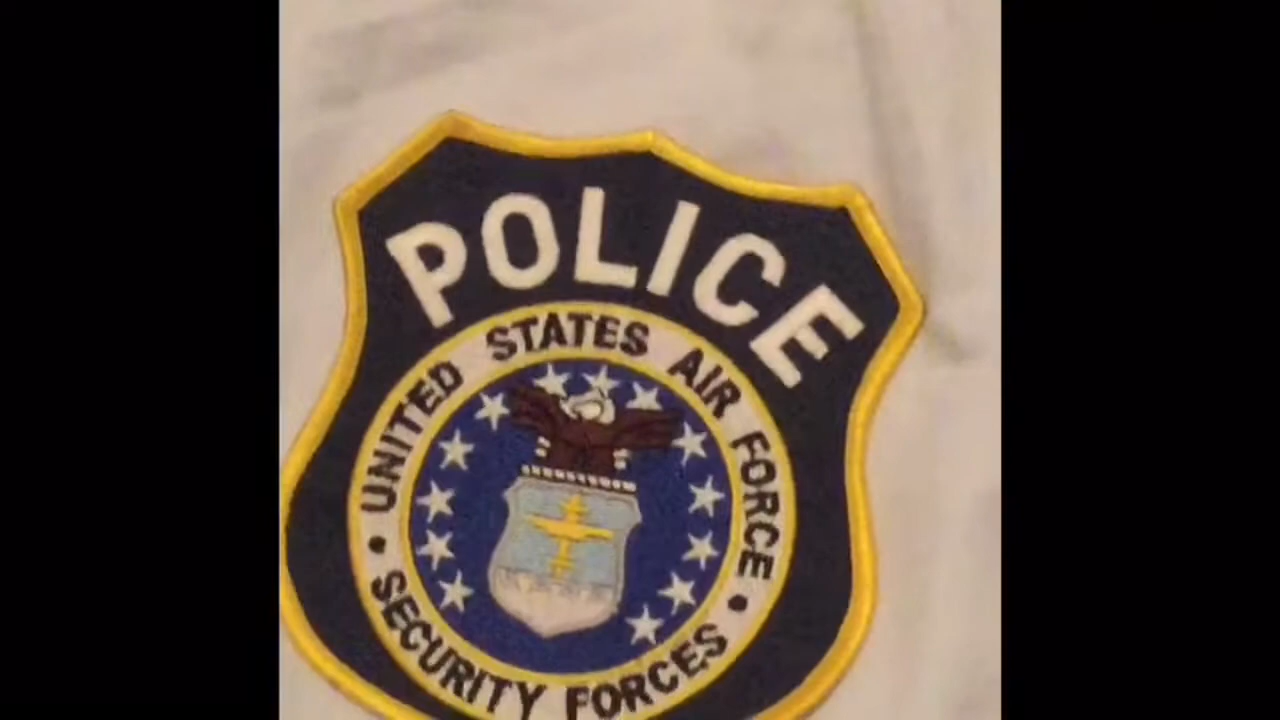 POLICE
UNITED STATES AIR FORCE
• SECURITY FORCES •